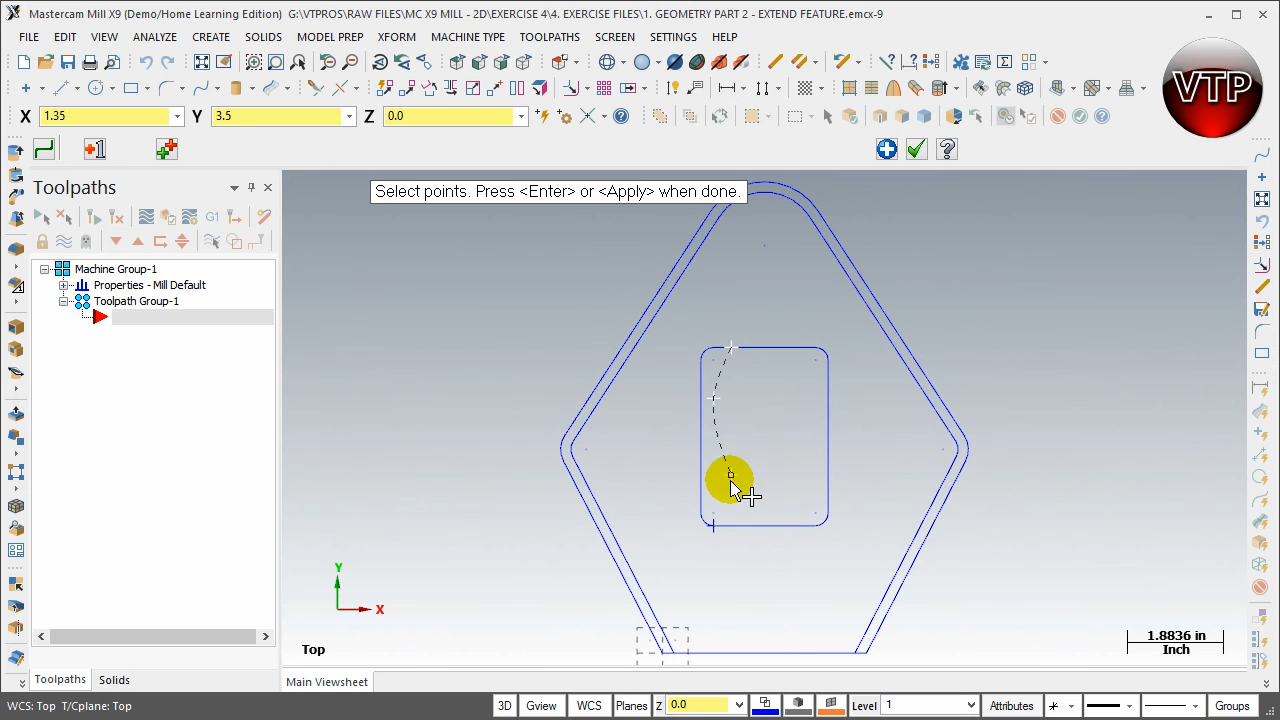 Mastercam Mill X9 (Demo/Home Learning Edition) G:\VTPROS\RAW FILES\MC X9 MILL - 2D\EXERCISE 4\4. EXERCISE FILES\1. GEOMETRY PART 2 - EXTEND FEATURE.emcx-9
FILE EDIT VIEW ANALYZE CREATE SOLIDS MODEL PREP XFORM MACHINE TYPE TOOLPATHS SCREEN SETTINGS HELP
VTP
X 1.35 Y 3.5 Z 0.0
Toolpaths
Select points. Press <Enter> or <Apply> when done.
G1
Machine Group-1
Properties - Mill Default
Toolpath Group-1
Y
X
Top
1.8836 in
Inch
Toolpaths Solids
Main Viewsheet
WCS: Top T/Cplane: Top 3D Gview WCS Planes Z 0.0 Level 1 Attributes Groups